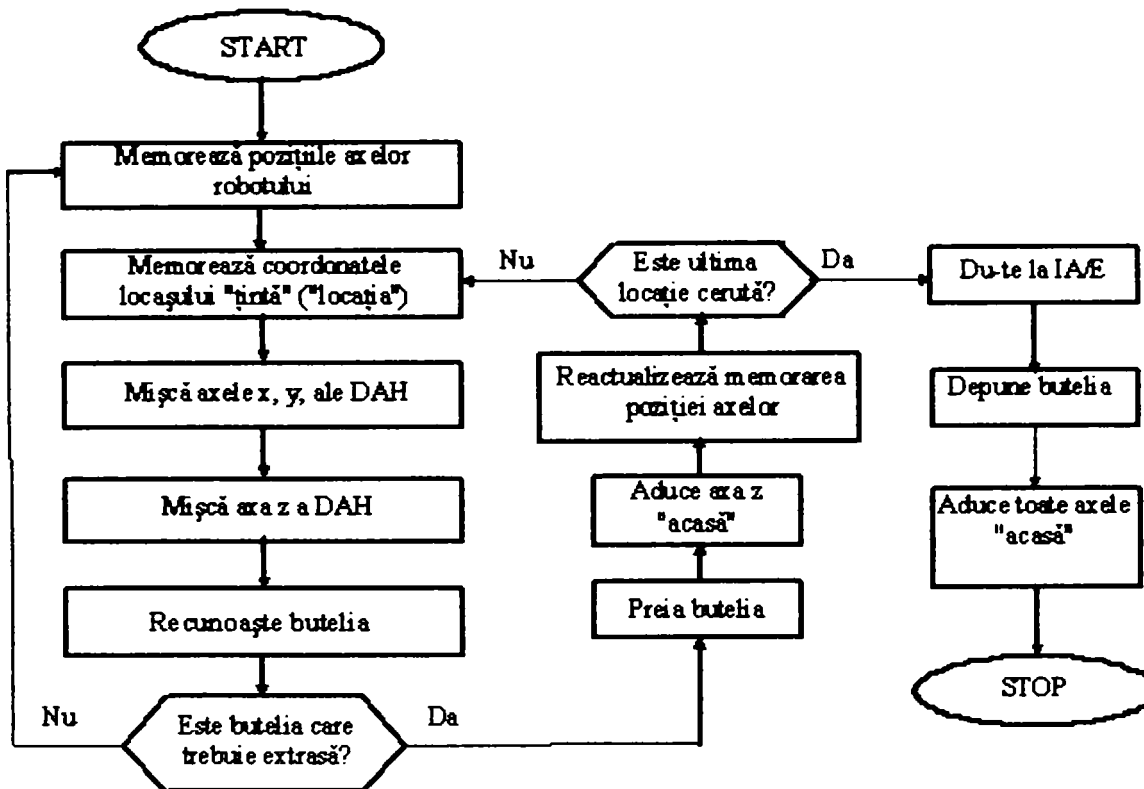 START
Memorează pozițiile axelor
robotului
Memorează coordonatele
locașului "țintă" ("locația")
Mișcă axele x, y, ale DAH
Mișcă axa z a DAH
Recunoaște butelia
Nu
Este butelia care
trebuie extrasă?
Da
Preia butelia
Aduce axa z
"acasă"
Reactualizează memorarea
poziției axelor
Nu
Este ultima
locație cerută?
Da
Du-te la IA/E
Depune butelia
Aduce toate axele
"acasă"
STOP